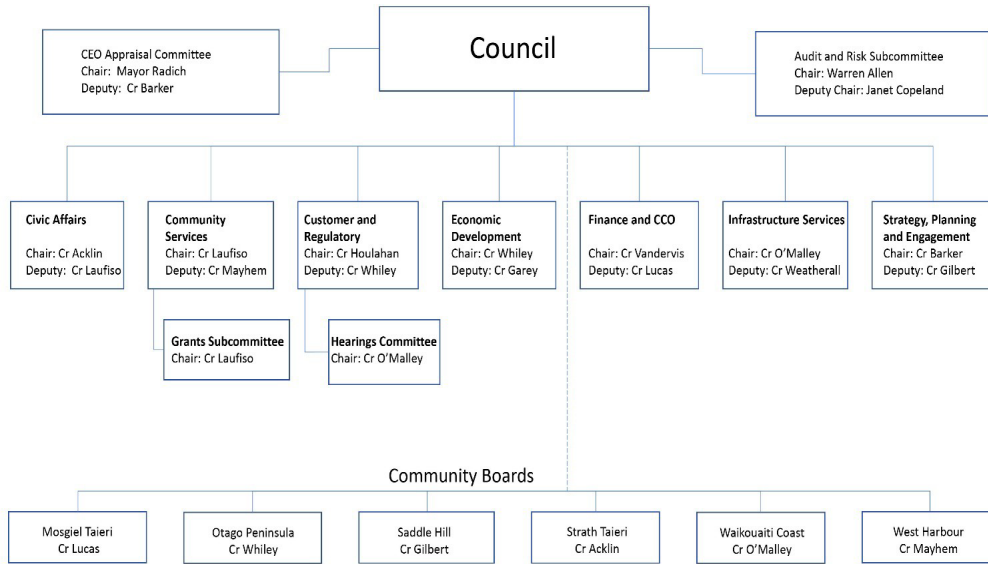 Council
CEO Appraisal Committee
Chair: Mayor Radich
Deputy: Cr Barker
Audit and Risk Subcommittee
Chair: Warren Allen
Deputy Chair: Janet Copeland
Civic Affairs
Chair: Cr Acklin
Deputy: Cr Laufiso
Community
Services
Chair: Cr Laufiso
Deputy: Cr Mayhem
Customer and
Regulatory
Chair: Cr Houlahan
Deputy: Cr Whiley
Economic
Development
Chair: Cr Whiley
Deputy: Cr Garey
Finance and CCO
Chair: Cr Vandervis
Deputy: Cr Lucas
Infrastructure Services
Chair: Cr O’Malley
Deputy: Cr Weatherall
Strategy, Planning
and Engagement
Chair: Cr Barker
Deputy: Cr Gilbert
Grants Subcommittee
Chair: Cr Laufiso
Hearings Committee
Chair: Cr O’Malley
Community Boards
Mosgiel Taieri
Cr Lucas
Otago Peninsula
Cr Whiley
Saddle Hill
Cr Gilbert
Strath Taieri
Cr Acklin
Waikouaiti Coast
Cr O’Malley
West Harbour
Cr Mayhem